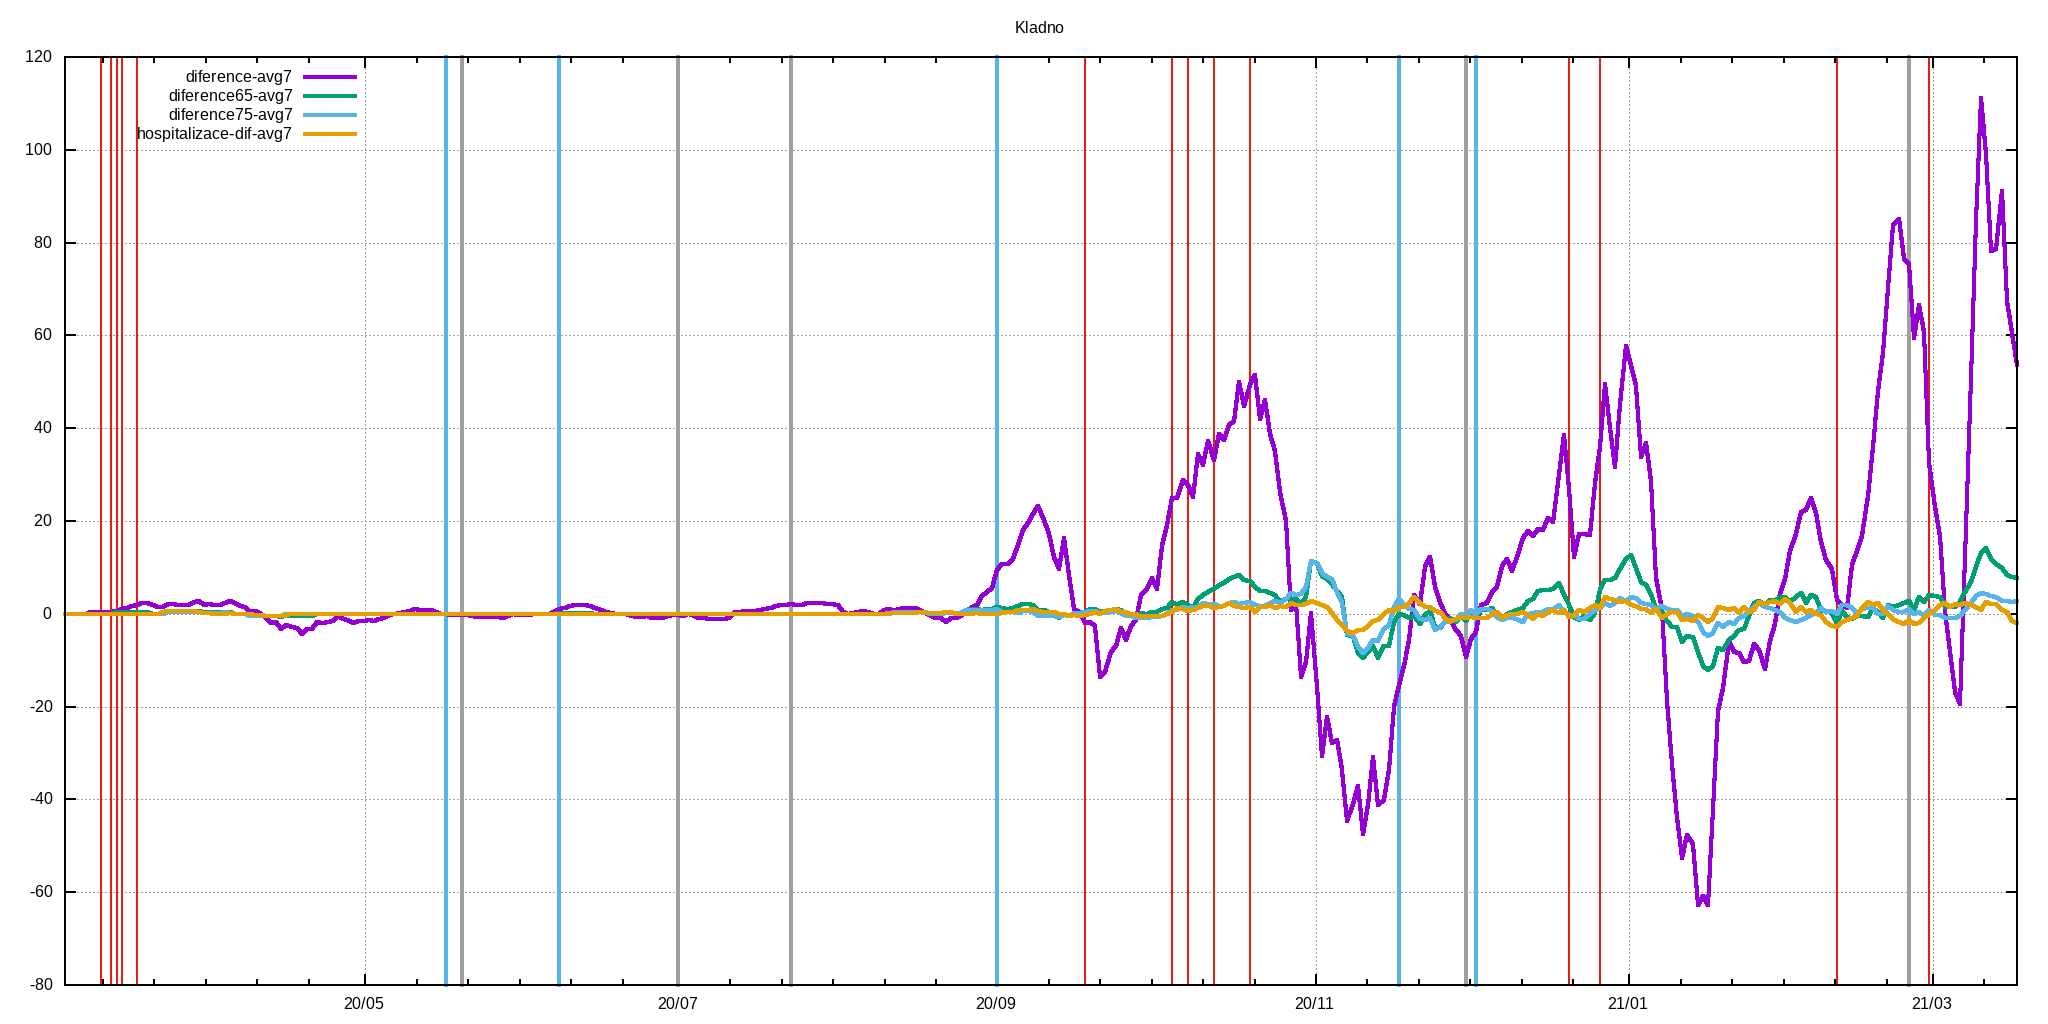 Kladno
120
100
80
60
40
20
0
-20
-40
-60
-80
diference-avg7
diference65-avg7
diference75-avg7
hospitalizace-dif-avg7
20/05 20/07 20/09 20/11 21/01 21/03